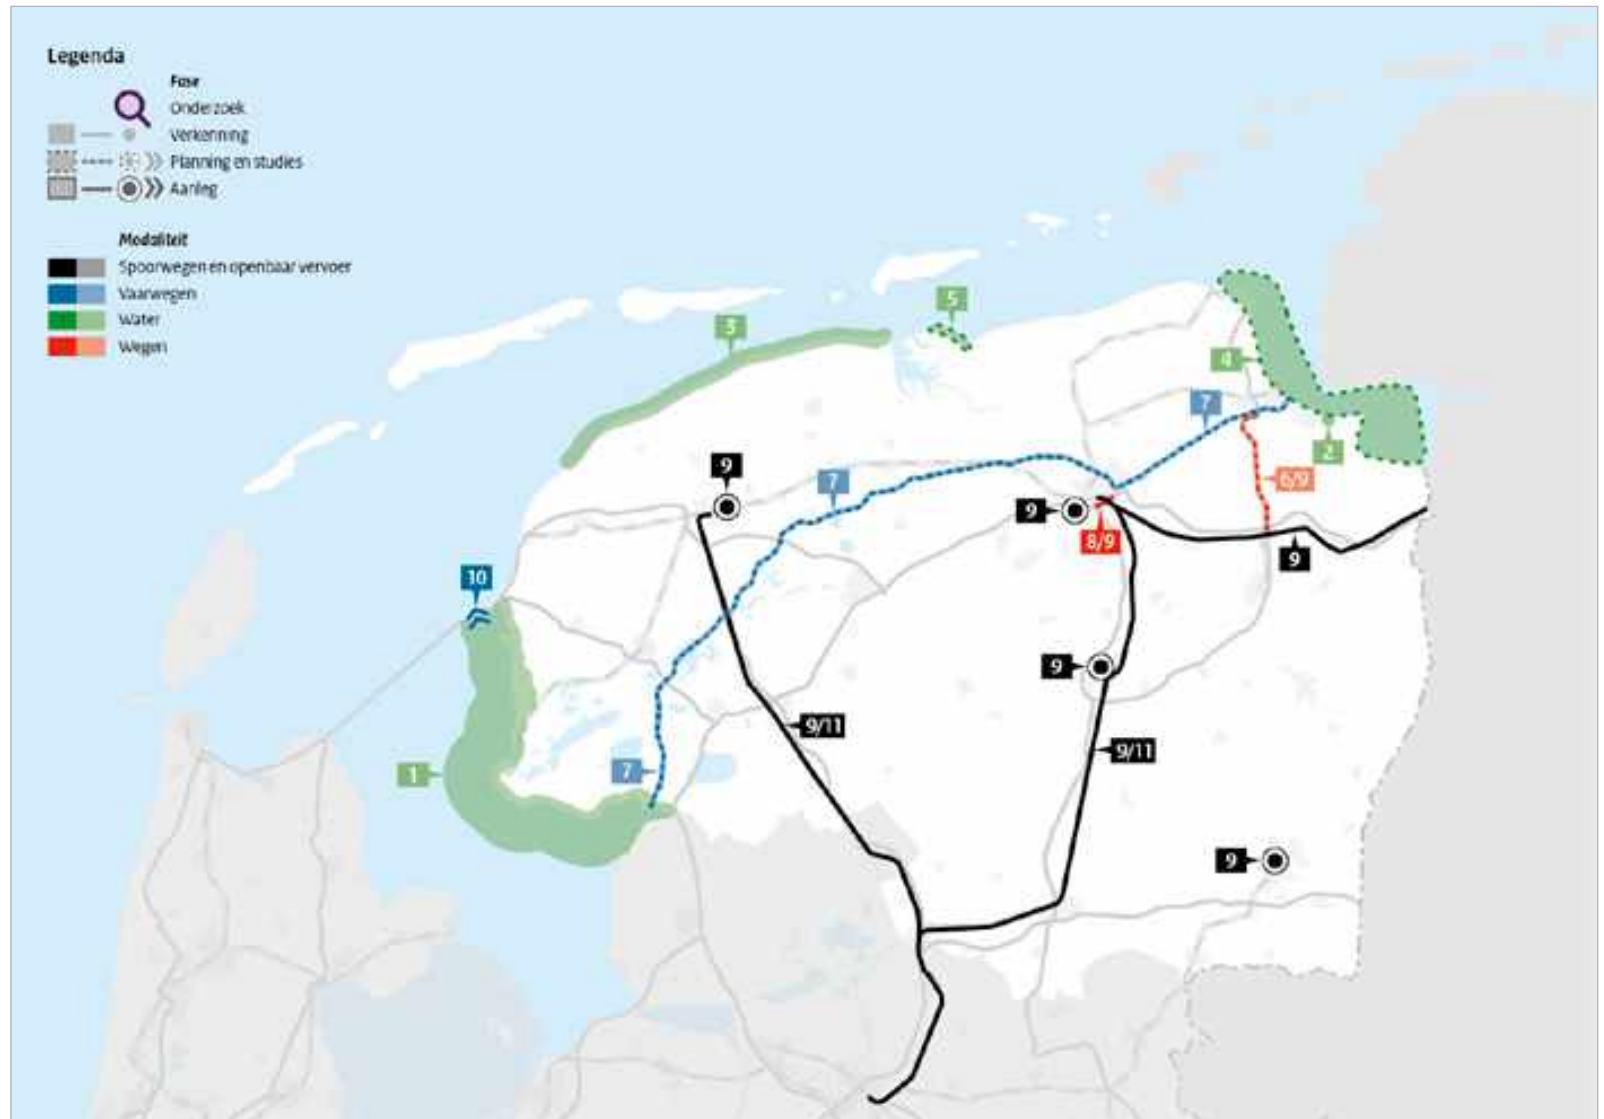 Legenda
Fase
Onderzoek
Verkenning
Planning en studies
Aanleg
Modaliteit
Spoorwegen en openbaar vervoer
Vaarwegen
Water
Wegen
5
3
4
7
2
9
7
6/9
9
8/9
9
10
9
9/11
9/11
7
1
9